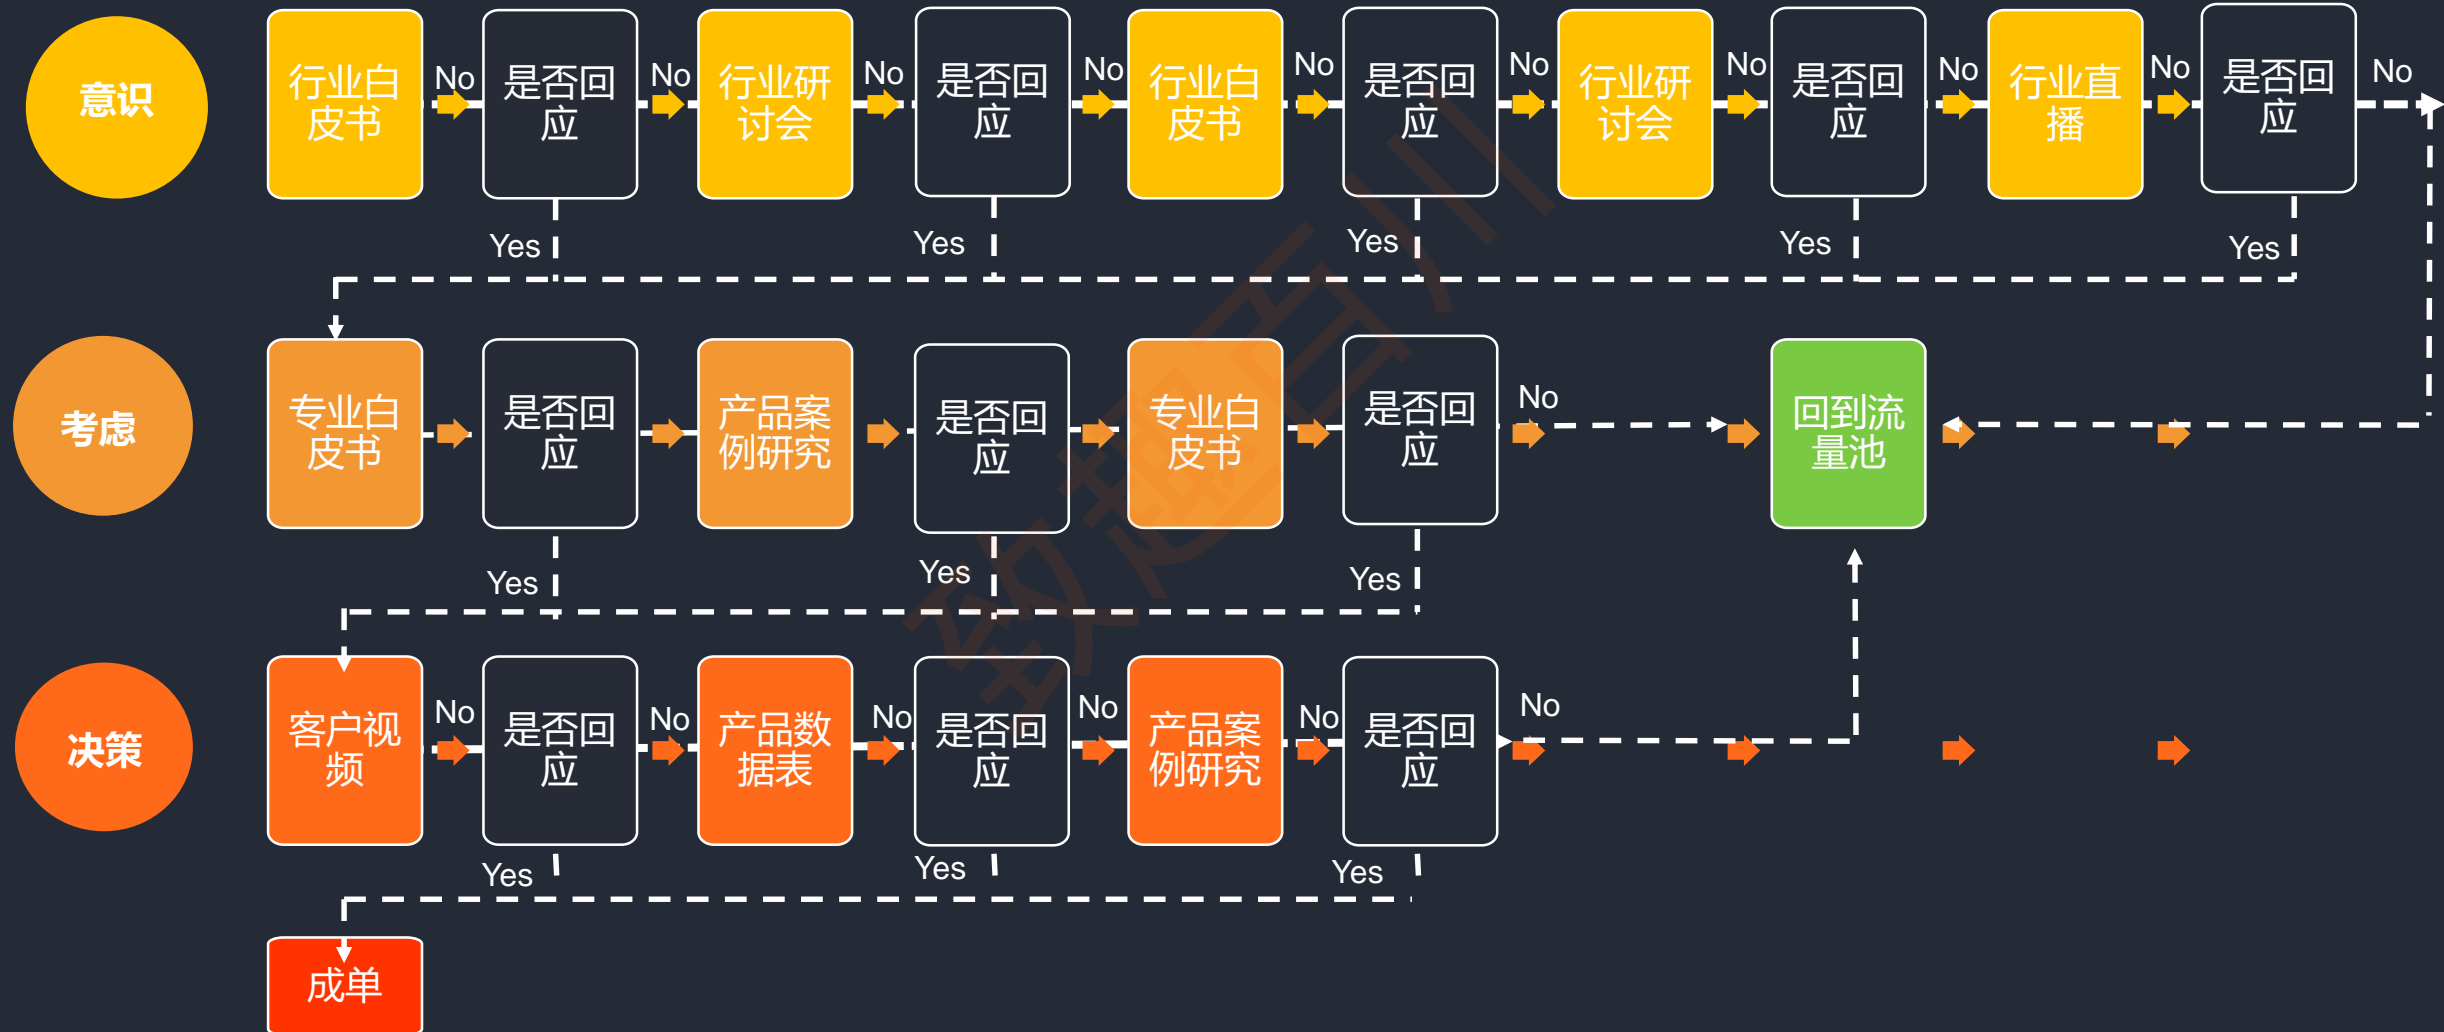 意识
行业白
皮书
No
是否回
应
No
行业研
讨会
No
是否回
应
No
行业白
皮书
No
是否回
应
No
行业研
讨会
No
是否回
应
No
行业直
播
No
是否回
应
No
Yes
Yes
Yes
Yes
Yes
考虑
专业白
皮书
是否回
应
产品案
例研究
是否回
应
专业白
皮书
是否回
应
No
回到流
量池
Yes
Yes
Yes
决策
客户视
频
No
是否回
应
No
产品数
据表
No
是否回
应
No
产品案
例研究
No
是否回
应
No
Yes
Yes
Yes
成单
致趣百川